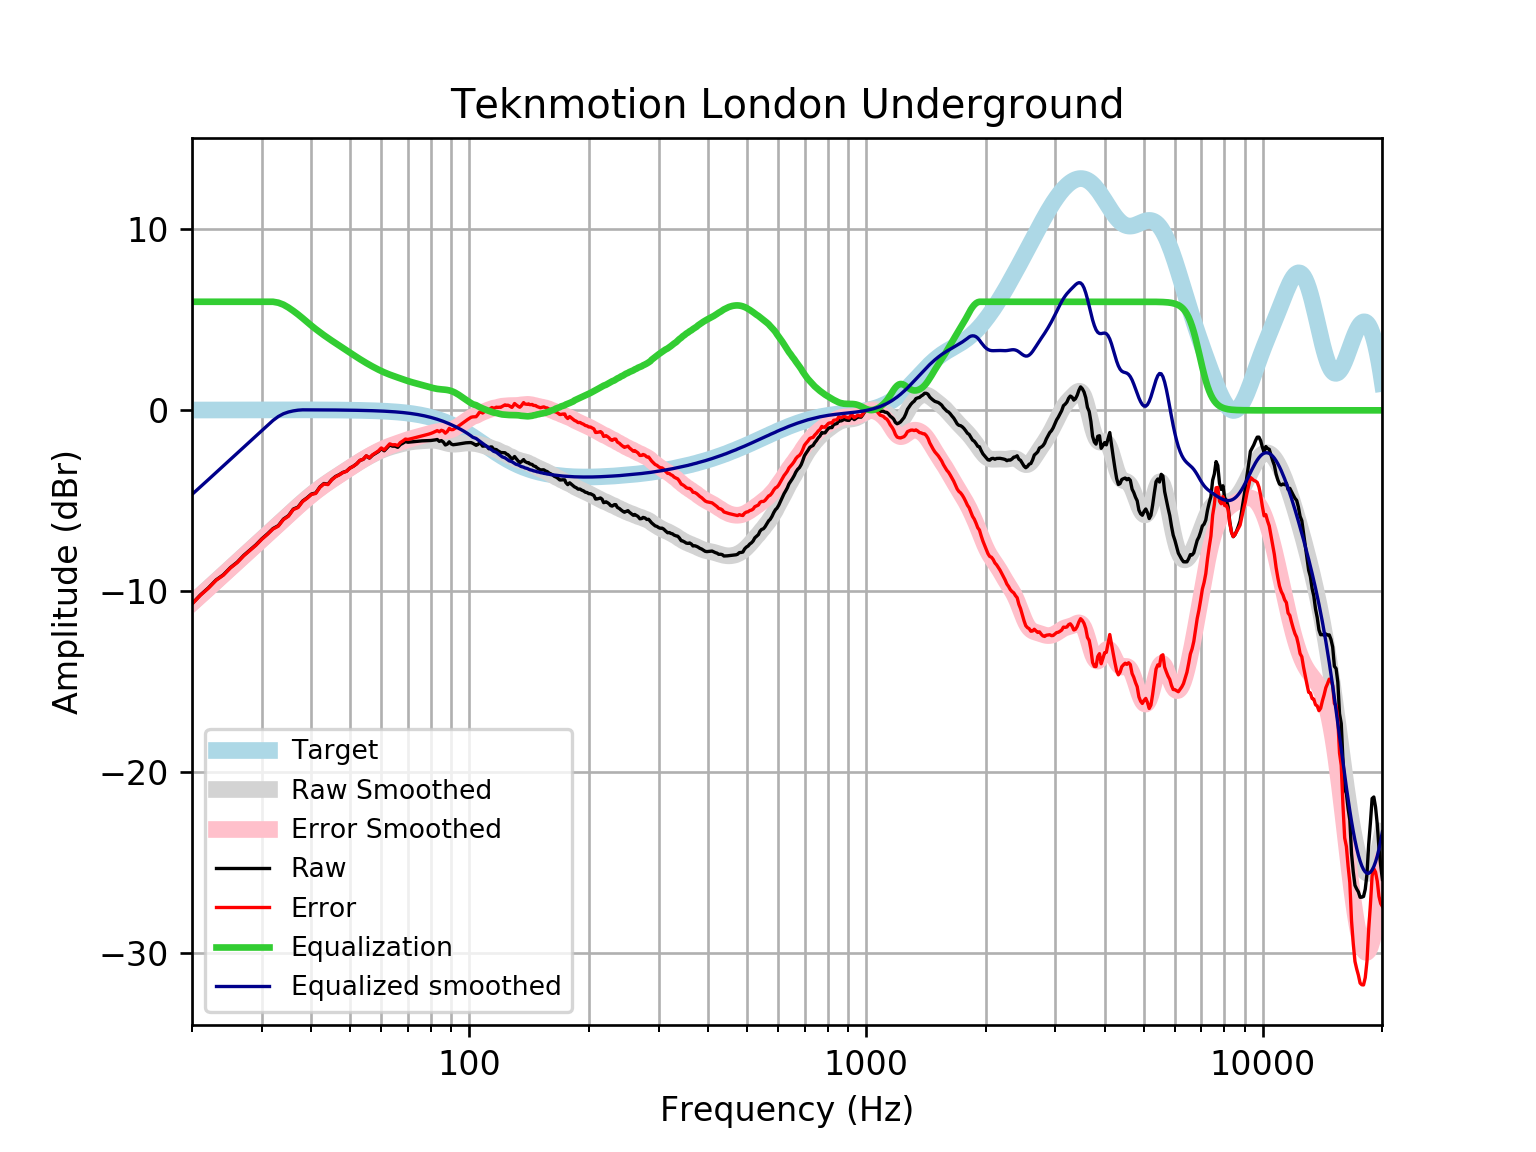 Teknmotion London Underground
Amplitude (dBr)
10
0
−10
−20
−30
Target
Raw Smoothed
Error Smoothed
Raw
Error
Equalization
Equalized smoothed
100
1000
10000
Frequency (Hz)